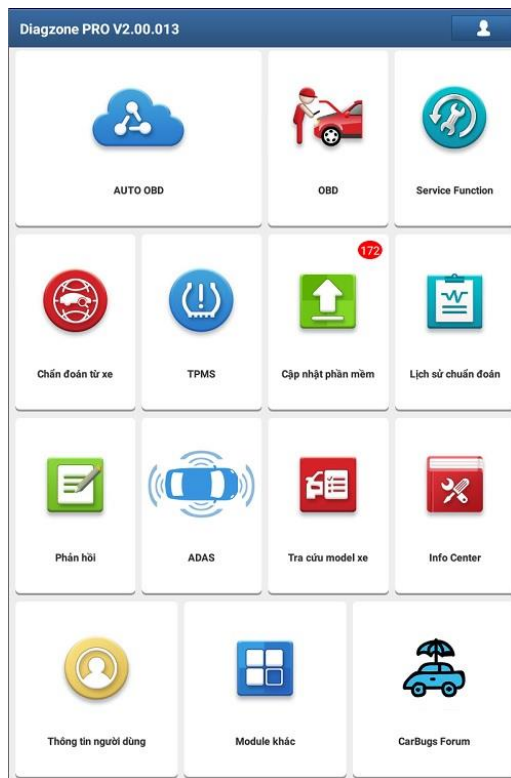 Diagzone PRO V2.00.013
AUTO OBD
OBD
Service Function
172
Chẩn đoán từ xe
TPMS
Cập nhật phần mềm
Lịch sử chuẩn đoán
Phản hồi
ADAS
Tra cứu model xe
Info Center
Thông tin người dùng
Module khác
CarBugs Forum